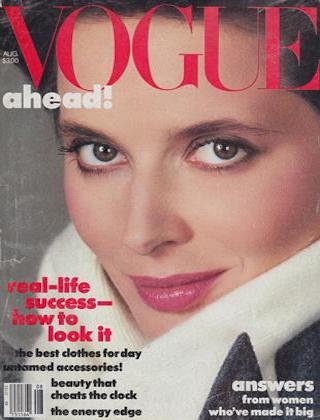 VOGUE
AUG.
$3.00
ahead!
real-life
success—
how to
look it
the best clothes for day
untamed accessories!
beauty that
cheats the clock
the energy edge
answers
from women
who've made it big
08